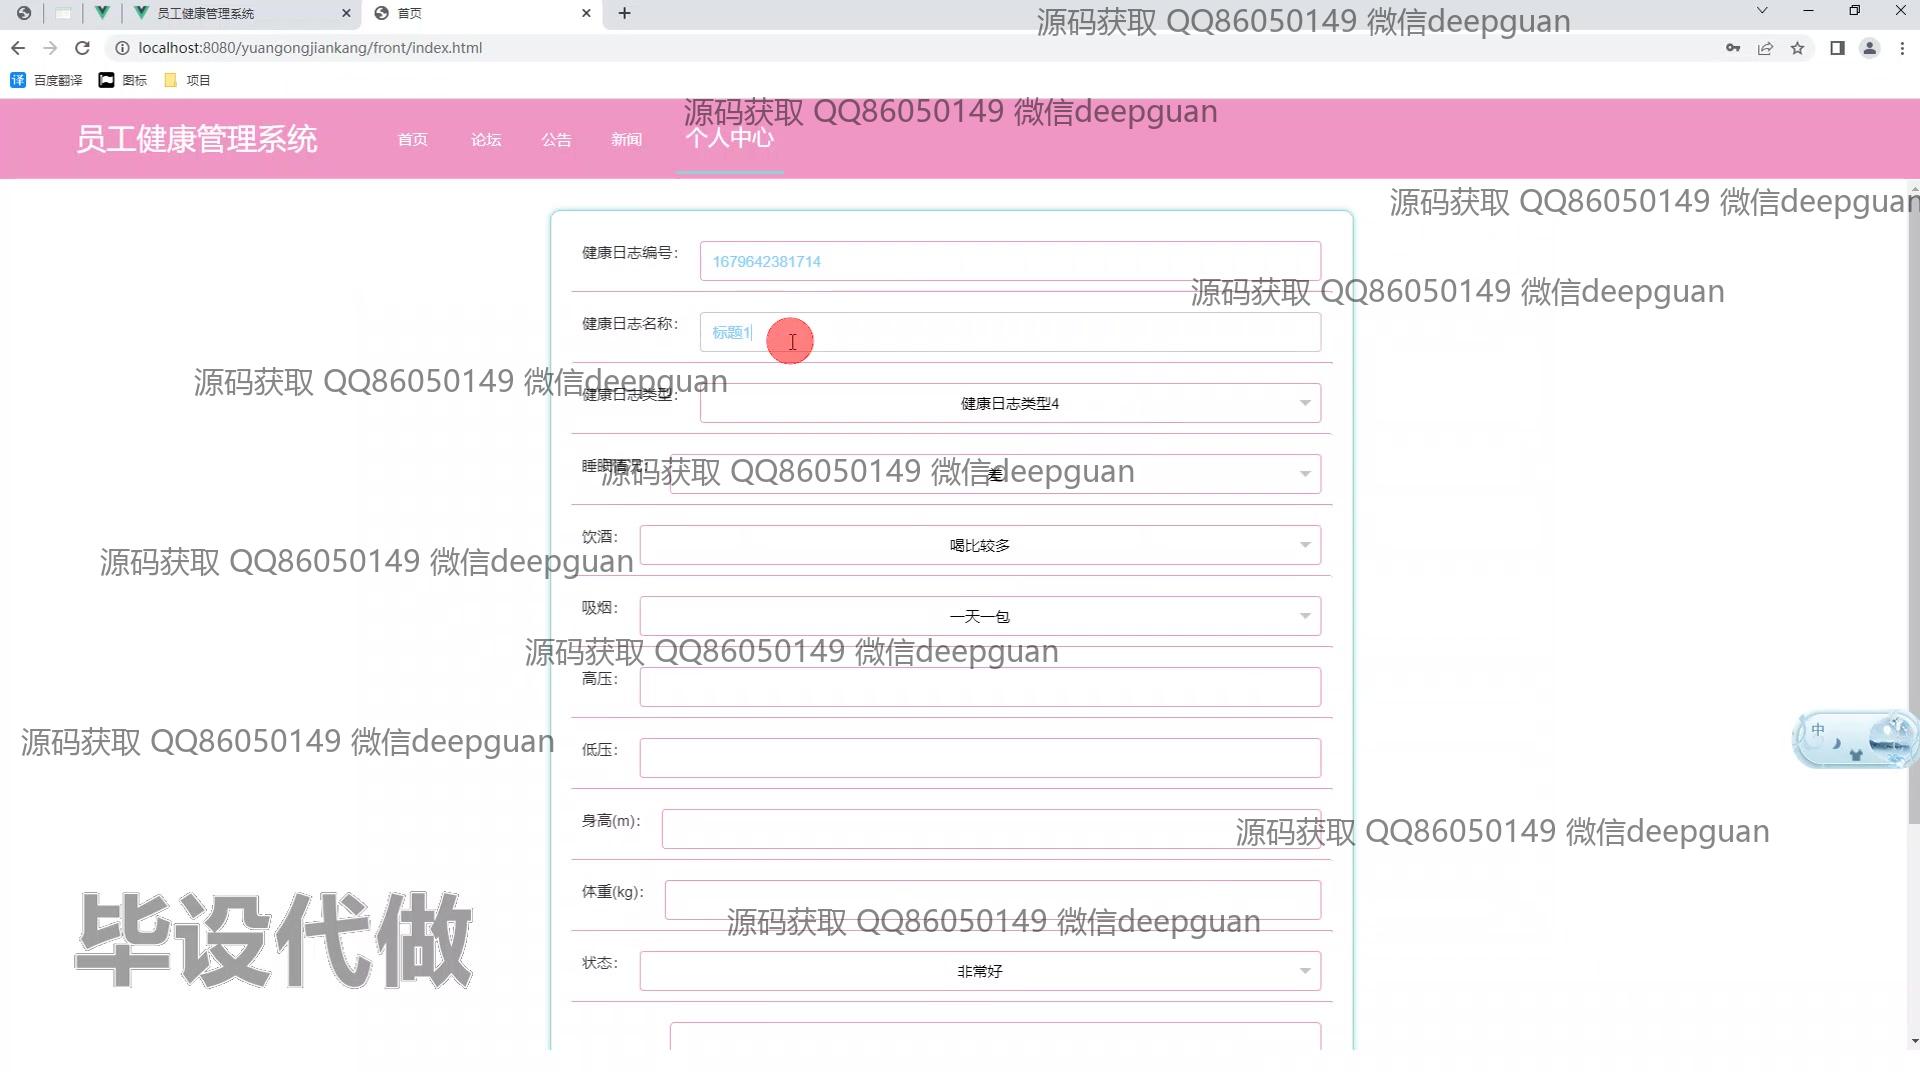 员工健康管理系统
首页
源码获取 QQ86050149 微信deepguan
localhost:8080/yuangongjiankang/front/index.html
百度翻译
图标
项目
源码获取 QQ86050149 微信deepguan
员工健康管理系统
首页
论坛
公告
新闻
个人中心
源码获取 QQ86050149 微信deepguan
健康日志编号：
1679642381714
源码获取 QQ86050149 微信deepguan
健康日志名称：
标题1
源码获取 QQ86050149 微信deepguan
健康日志类型：
健康日志类型4
睡眠情况：
差
源码获取 QQ86050149 微信deepguan
饮酒：
喝比较多
源码获取 QQ86050149 微信deepguan
吸烟：
一天一包
源码获取 QQ86050149 微信deepguan
高压：
源码获取 QQ86050149 微信deepguan
低压：
中
身高(m)：
源码获取 QQ86050149 微信deepguan
体重(kg)：
源码获取 QQ86050149 微信deepguan
毕设代做
状态：
非常好